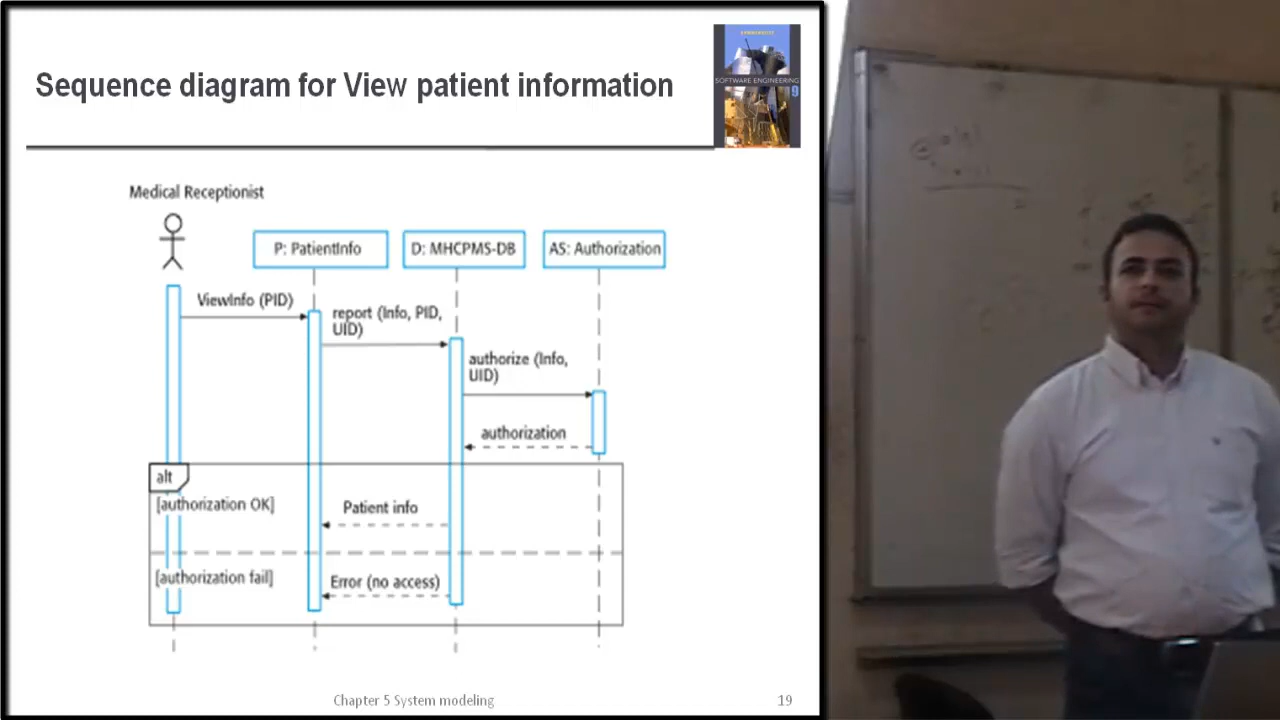 Sequence diagram for View patient information
SOFTWARE ENGINEERING
9
Medical Receptionist
P: PatientInfo
D: MHCPMS-DB
AS: Authorization
ViewInfo (PID)
report (Info, PID,
UID)
authorize (Info,
UID)
authorization
alt
[authorization OK]
Patient info
[authorization fail]
Error (no access)
Chapter 5 System modeling
19